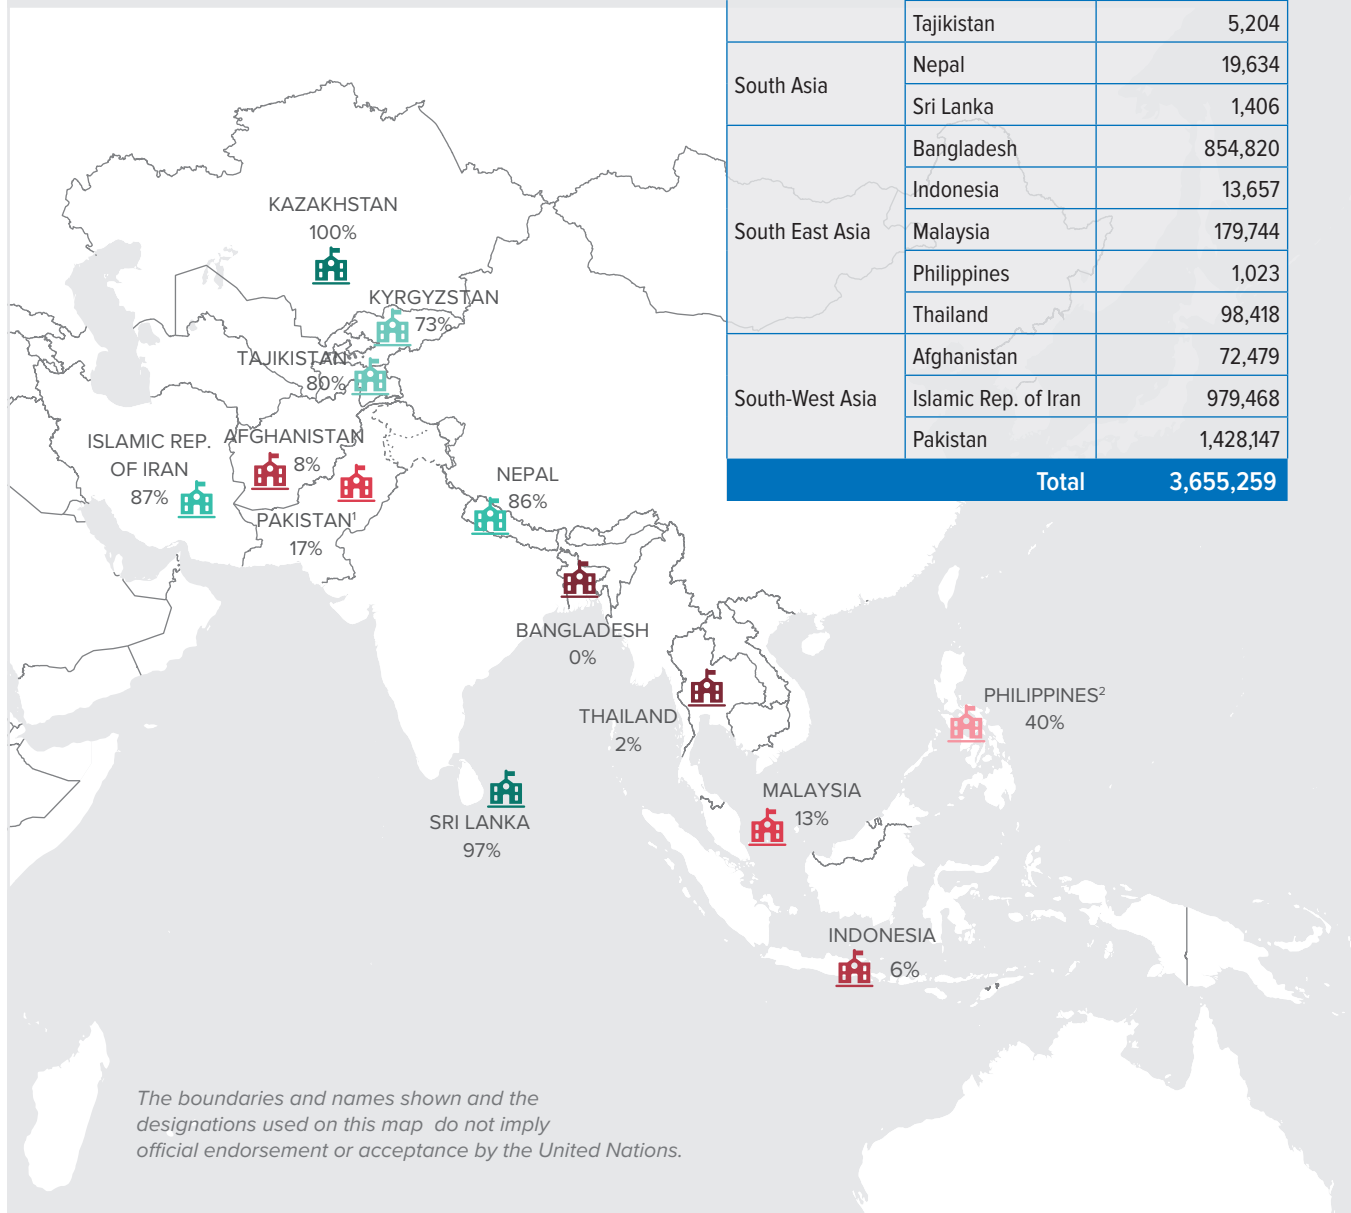 Tajikistan 5,204
South Asia
Nepal 19,634
Sri Lanka 1,406
South East Asia
Bangladesh 854,820
Indonesia 13,657
Malaysia 179,744
Philippines 1,023
Thailand 98,418
South-West Asia
Afghanistan 72,479
Islamic Rep. of Iran 979,468
Pakistan 1,428,147
Total 3,655,259
KAZAKHSTAN
100%
KYRGYZSTAN
73%
TAJIKISTAN
80%
ISLAMIC REP.
OF IRAN
87%
AFGHANISTAN
8%
PAKISTAN¹
17%
NEPAL
86%
BANGLADESH
0%
THAILAND
2%
PHILIPPINES²
40%
MALAYSIA
13%
SRI LANKA
97%
INDONESIA
6%
The boundaries and names shown and the
designations used on this map do not imply
official endorsement or acceptance by the United Nations.